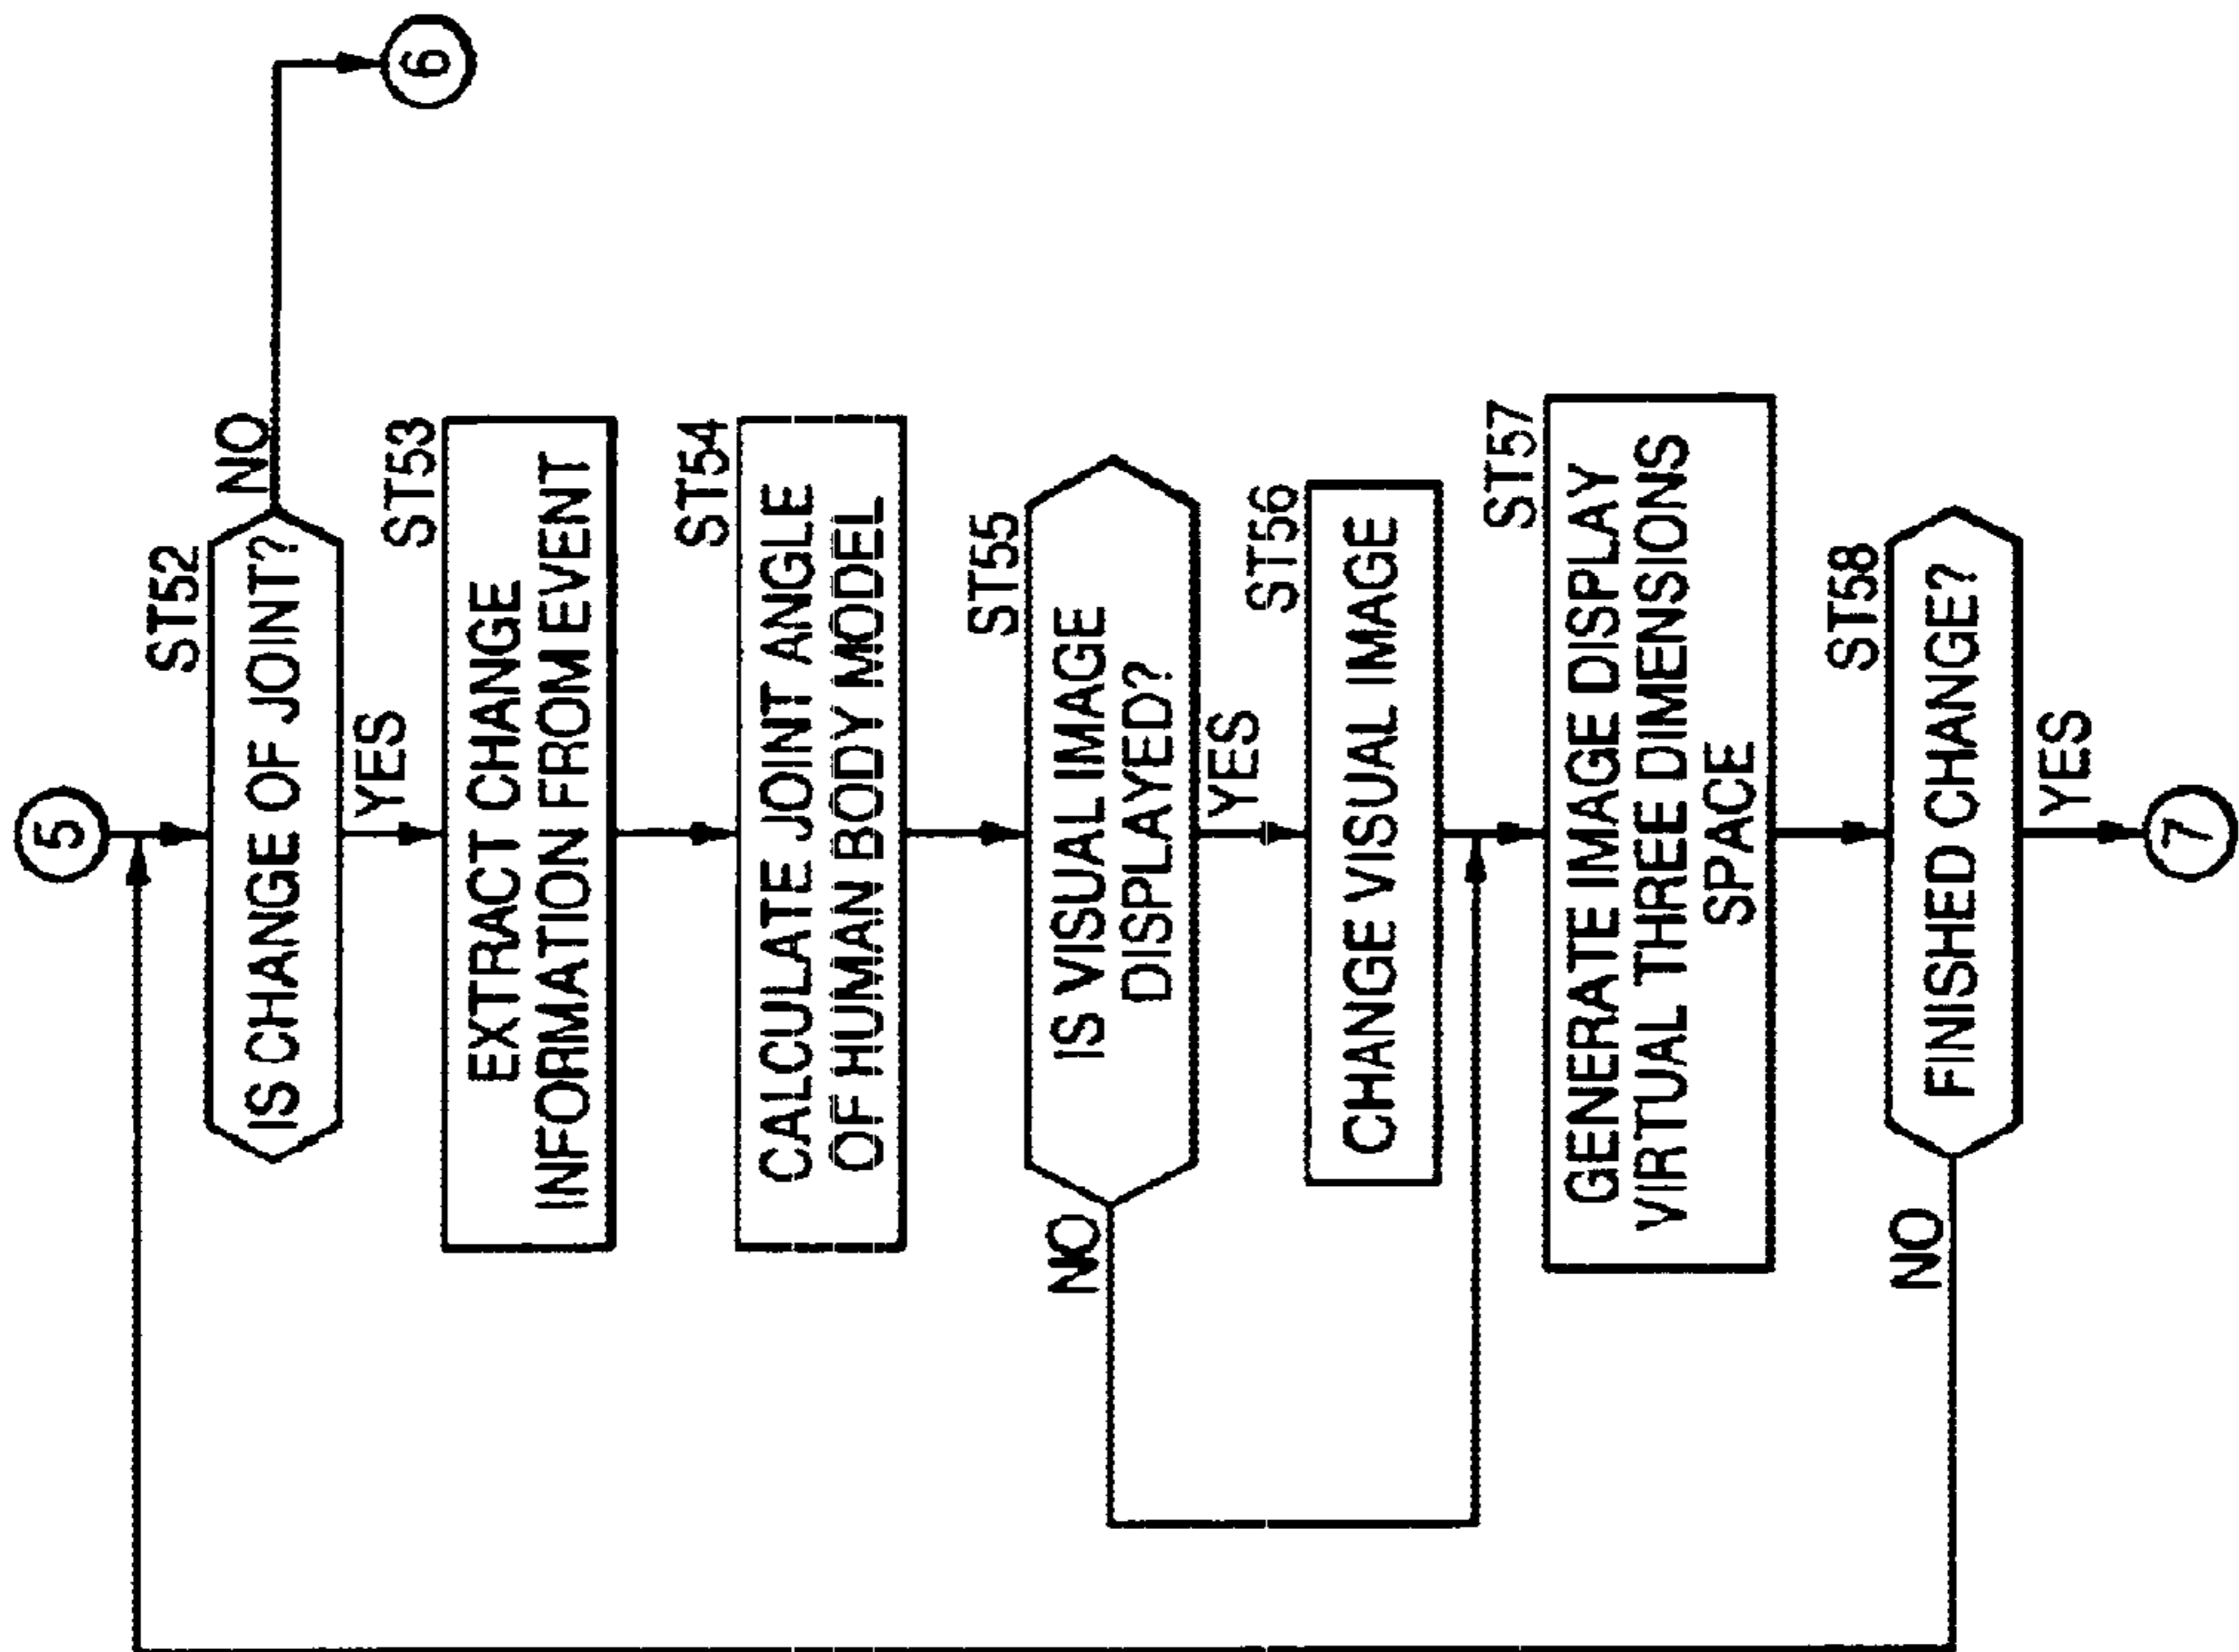 5
ST52
IS CHANGE OF JOINT?
NO
6
YES
ST53
EXTRACT CHANGE
INFORMATION FROM EVENT
ST54
CALCULATE JOINT ANGLE
OF HUMAN BODY MODEL
ST55
IS VISUAL IMAGE
DISPLAYED?
NO
YES
ST56
CHANGE VISUAL IMAGE
ST57
GENERATE IMAGE DISPLAY
VIRTUAL THREE DIMENSIONS
SPACE
ST58
FINISHED CHANGE?
NO
YES
7